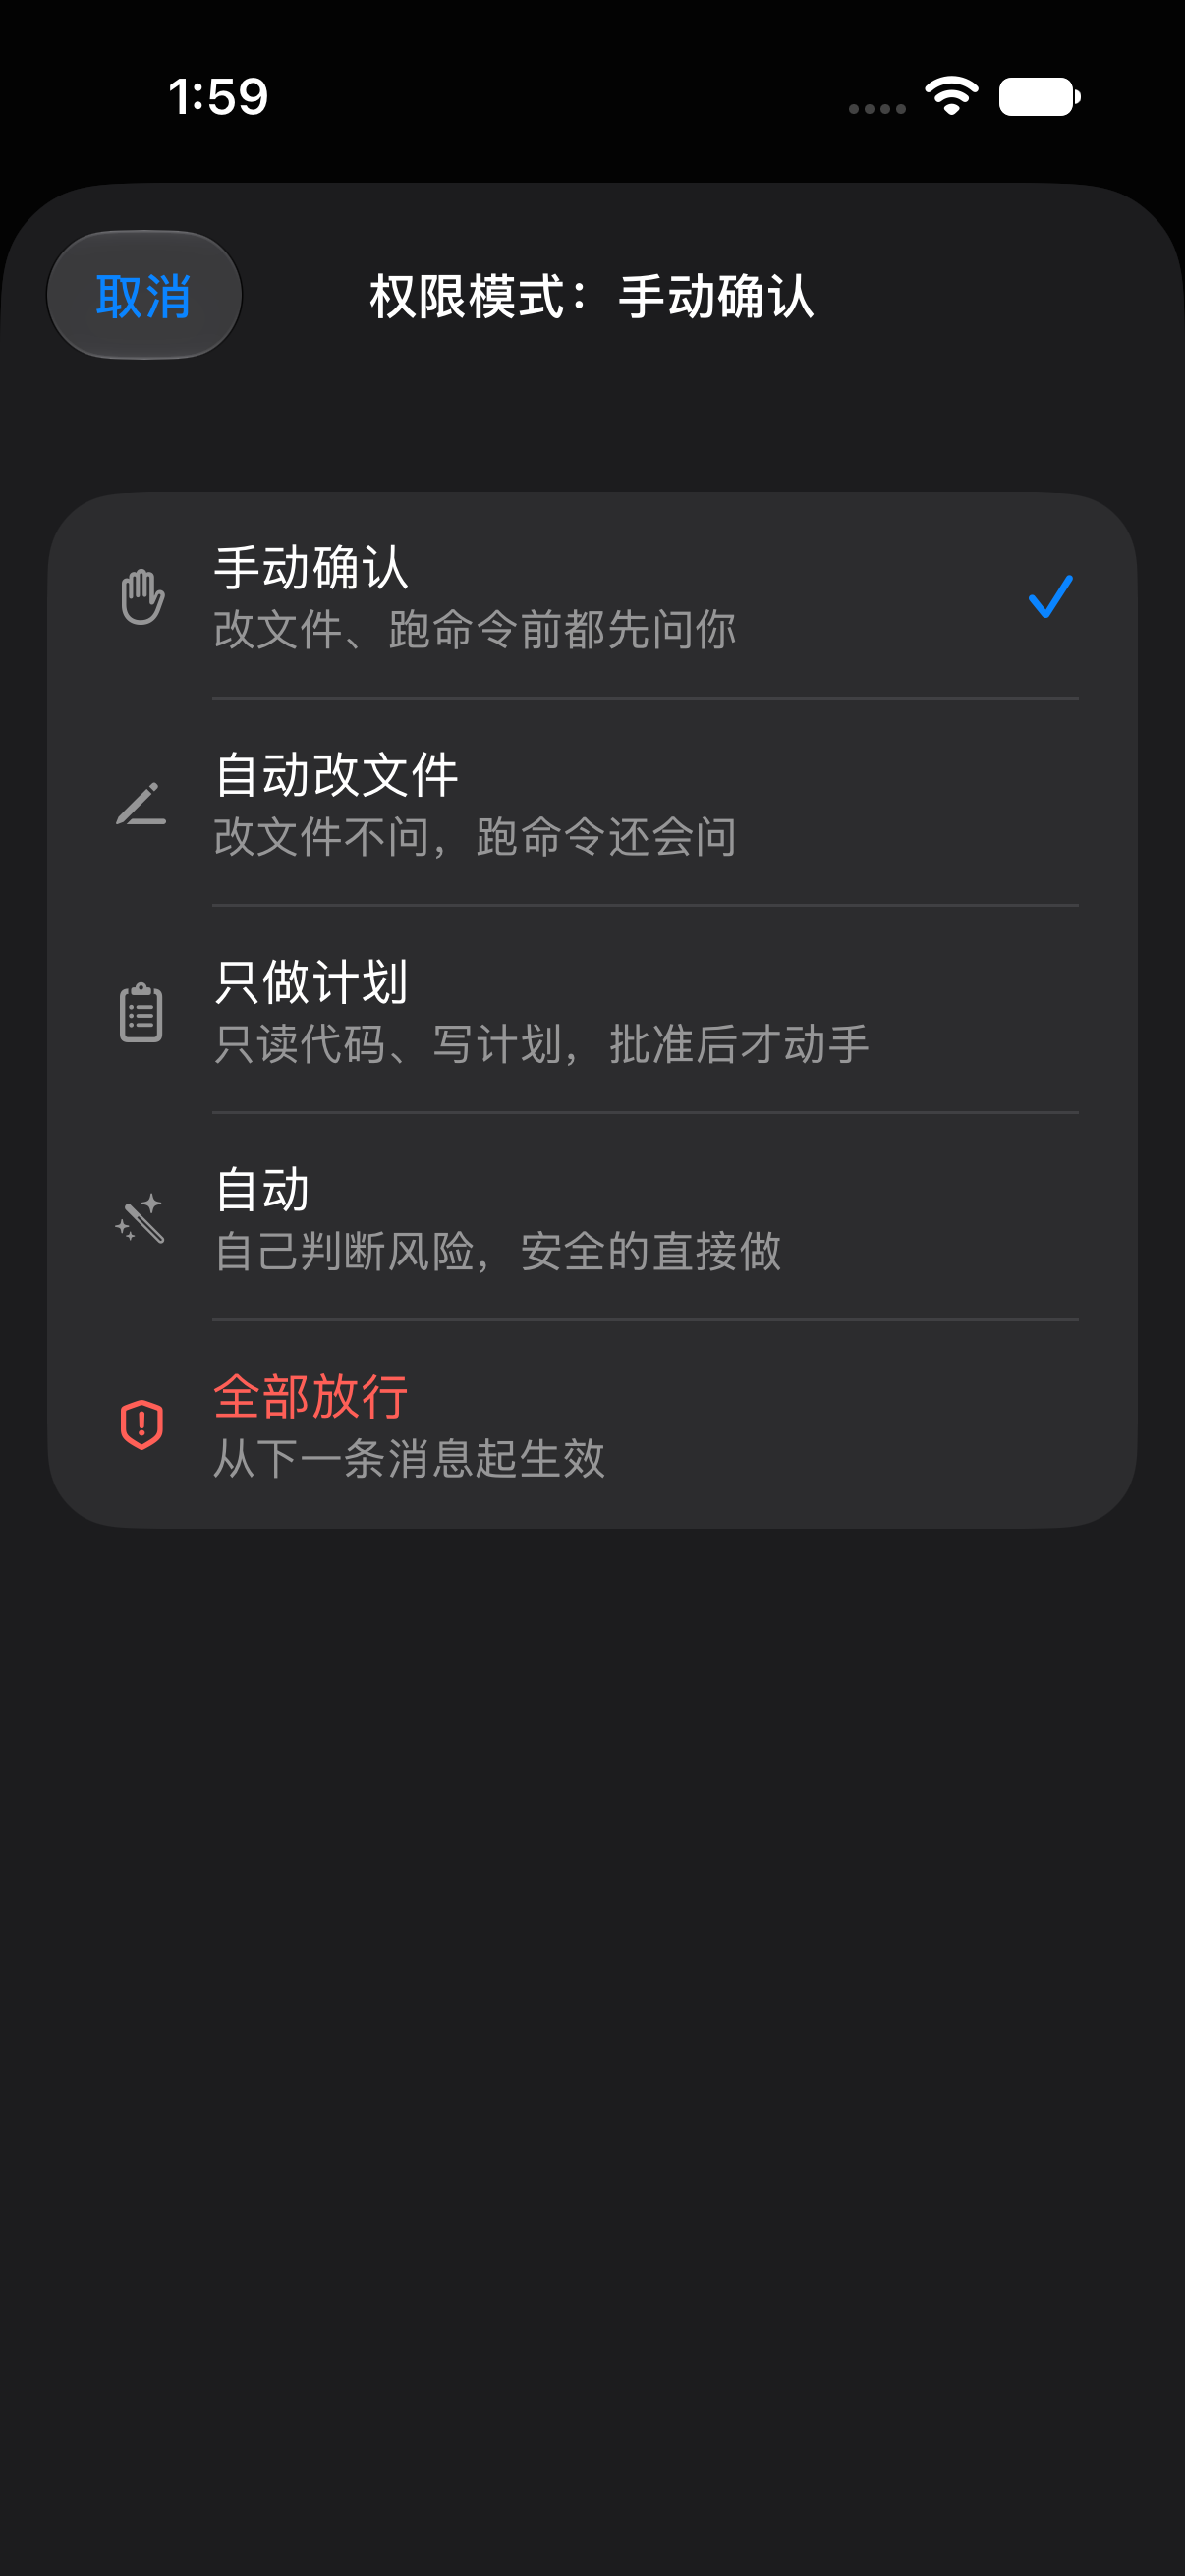 1:59
取消
权限模式：手动确认
手动确认
改文件、跑命令前都先问你
自动改文件
改文件不问，跑命令还会问
只做计划
只读代码、写计划，批准后才动手
自动
自己判断风险，安全的直接做
全部放行
从下一条消息起生效